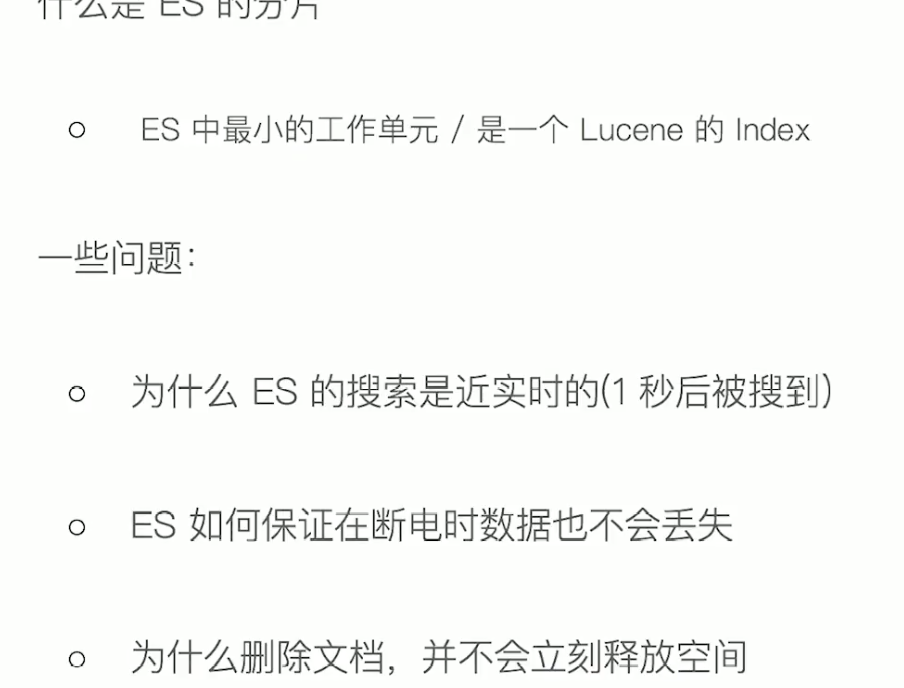 什么是 ES 的分片
ES 中最小的工作单元 / 是一个 Lucene 的 Index
一些问题：
为什么 ES 的搜索是近实时的(1 秒后被搜到)
ES 如何保证在断电时数据也不会丢失
为什么删除文档，并不会立刻释放空间